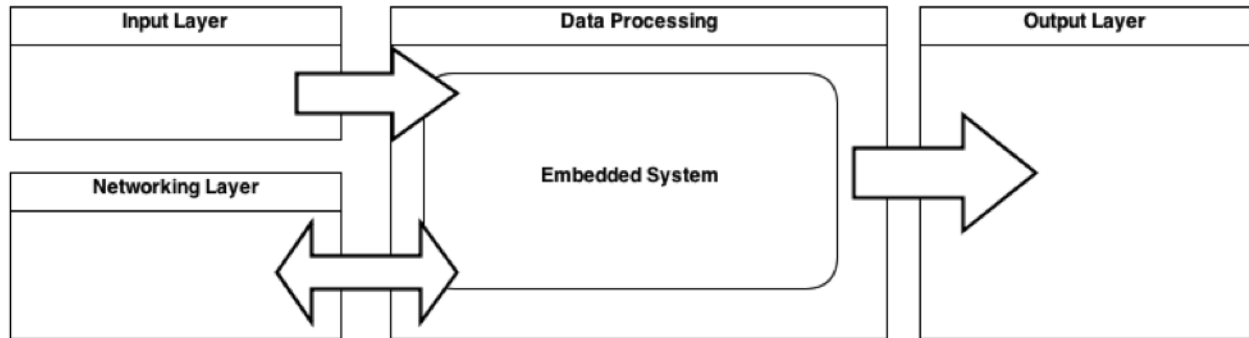 Input Layer
Data Processing
Output Layer
Networking Layer
Embedded System